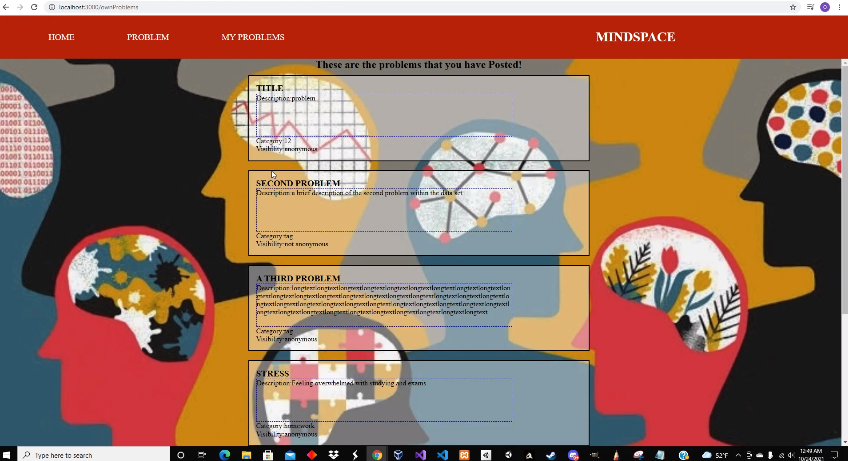 localhost:3000/ownProblems
HOME PROBLEM MY PROBLEMS MINDSPACE
These are the problems that you have Posted!
TITLE
Description:problem
Category:12
Visibility:anonymous
SECOND PROBLEM
Description:a brief description of the second problem within the data set
Category:tag
Visibility:not anonymous
A THIRD PROBLEM
Category:tag
Visibility:anonymous
STRESS
Description:Feeling overwhelmed with studying and exams
Category:homework
Visibility:anonymous
Type here to search
52°F
12:49 AM
10/24/2021